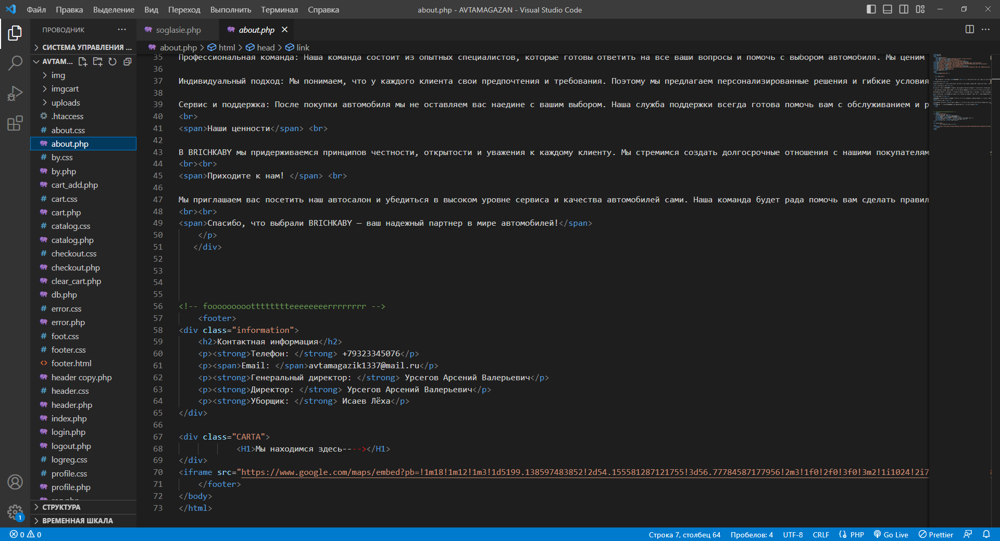 Файл Правка Выделение Вид Переход Выполнить Терминал Справка
about.php - AVTAMAGAZAN - Visual Studio Code
ПРОВОДНИК
soglasie.php
about.php
СИСТЕМА УПРАВЛЕНИЯ ...
about.php > html > head > link
AVTAM...
img
imgcart
uploads
.htaccess
about.css
about.php
by.css
by.php
cart_add.php
cart.css
cart.php
catalog.css
catalog.php
checkout.css
checkout.php
clear_cart.php
db.php
error.css
error.php
foot.css
footer.css
footer.html
header copy.php
header.css
header.php
index.php
login.php
logout.php
logreg.css
profile.css
profile.php
СТРУКТУРА
ВРЕМЕННАЯ ШКАЛА
35 Профессиональная команда: Наша команда состоит из опытных специалистов, которые готовы ответить на все ваши вопросы и помочь с выбором автомобиля. Мы ценим
36
37 Индивидуальный подход: Мы понимаем, что у каждого клиента свои предпочтения и требования. Поэтому мы предлагаем персонализированные решения и гибкие условия
38
39 Сервис и поддержка: После покупки автомобиля мы не оставляем вас наедине с вашим выбором. Наша служба поддержки всегда готова помочь вам с обслуживанием и р
40 <br>
41 <span>Наши ценности</span> <br>
42
43 В BRICHKABY мы придерживаемся принципов честности, открытости и уважения к каждому клиенту. Мы стремимся создать долгосрочные отношения с нашими покупателям
44 <br><br>
45 <span>Приходите к нам! </span> <br>
46
47 Мы приглашаем вас посетить наш автосалон и убедиться в высоком уровне сервиса и качества автомобилей сами. Наша команда будет рада помочь вам сделать правил
48 <br><br>
49 <span>Спасибо, что выбрали BRICHKABY — ваш надежный партнер в мире автомобилей!</span>
50 </p>
51 </div>
52
53
54
55
56 <!-- fooooooooottttttttteeeeeeeerrrrrrrr -->
57 <footer>
58 <div class="information">
59 <h2>Контактная информация</h2>
60 <p><strong>Телефон: </strong> +79323345076</p>
61 <p><span>Email: </span>avtamagazik1337@mail.ru</p>
62 <p><strong>Генеральный директор: </strong> Урсегов Арсений Валерьевич</p>
63 <p><strong>Директор: </strong> Урсегов Арсений Валерьевич</p>
64 <p><strong>Уборщик: </strong> Исаев Лёха</p>
65 </div>
66
67 <div class="CARTA">
68 <H1>Мы находимся здесь----></H1>
69 </div>
70 <iframe src="https://www.google.com/maps/embed?pb=!1m18!1m12!1m3!1d5199.138597483852!2d54.155581287121755!3d56.77784587177956!2m3!1f0!2f0!3f0!3m2!1i1024!2i7
71 </footer>
72 </body>
73 </html>
1
0 0
Строка 7, столбец 64 Пробелов: 4 UTF-8 CRLF PHP Go Live Prettier